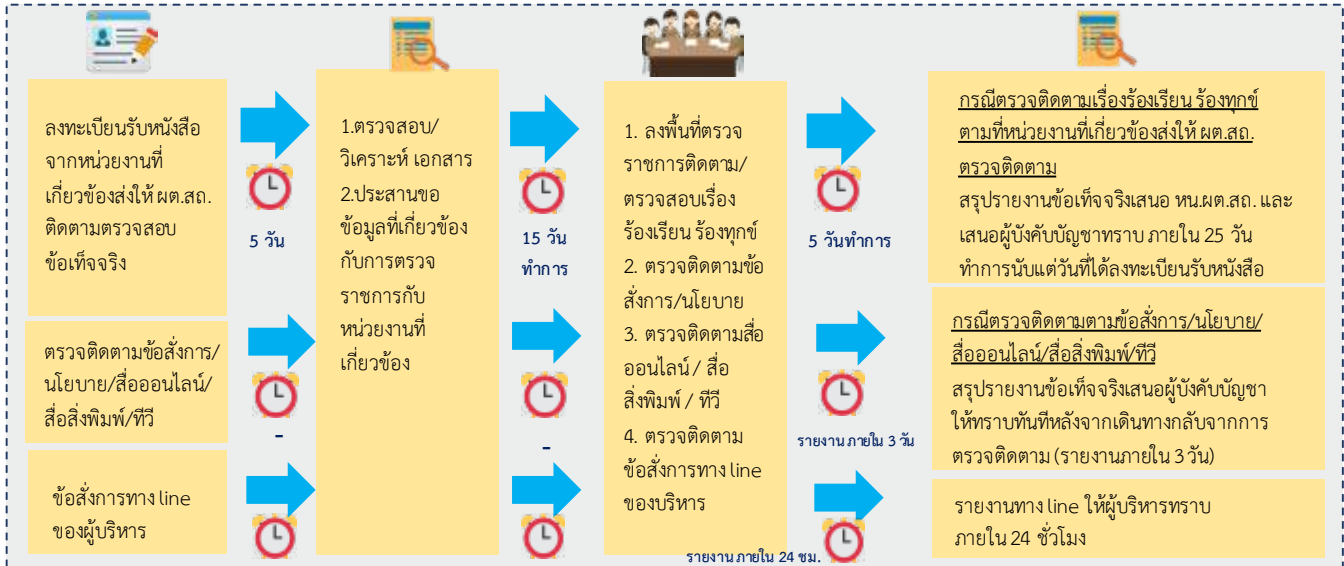 ลงทะเบียนรับหนังสือ
จากหน่วยงานที่
เกี่ยวข้องส่งให้ ผต.สถ.
ติดตามตรวจสอบ
ข้อเท็จจริง
5 วัน
1.ตรวจสอบ/
วิเคราะห์ เอกสาร
2.ประสานขอ
ข้อมูลที่เกี่ยวข้อง
กับการตรวจ
ราชการกับ
หน่วยงานที่
เกี่ยวข้อง
15 วัน
ทำการ
1. ลงพื้นที่ตรวจ
ราชการติดตาม/
ตรวจสอบเรื่อง
ร้องเรียน ร้องทุกข์
2. ตรวจติดตามข้อ
สั่งการ/นโยบาย
3. ตรวจติดตามสื่อ
ออนไลน์ / สื่อ
สิ่งพิมพ์ / ทีวี
4. ตรวจติดตาม
ข้อสั่งการทาง line
ของบริหาร
5 วันทำการ
กรณีตรวจติดตามเรื่องร้องเรียน ร้องทุกข์
ตามที่หน่วยงานที่เกี่ยวข้องส่งให้ ผต.สถ.
ตรวจติดตาม
สรุปรายงานข้อเท็จจริงเสนอ หน.ผต.สถ. และ
เสนอผู้บังคับบัญชาทราบ ภายใน 25 วัน
ทำการนับแต่วันที่ได้ลงทะเบียนรับหนังสือ
ตรวจติดตามข้อสั่งการ/
นโยบาย/สื่อออนไลน์/
สื่อสิ่งพิมพ์/ทีวี
-
-
รายงาน ภายใน 3 วัน
กรณีตรวจติดตามตามข้อสั่งการ/นโยบาย/
สื่อออนไลน์/สื่อสิ่งพิมพ์/ทีวี
สรุปรายงานข้อเท็จจริงเสนอผู้บังคับบัญชา
ให้ทราบทันทีหลังจากเดินทางกลับจากการ
ตรวจติดตาม (รายงานภายใน 3 วัน)
ข้อสั่งการทาง line
ของผู้บริหาร
รายงาน ภายใน 24 ชม.
รายงานทาง line ให้ผู้บริหารทราบ
ภายใน 24 ชั่วโมง